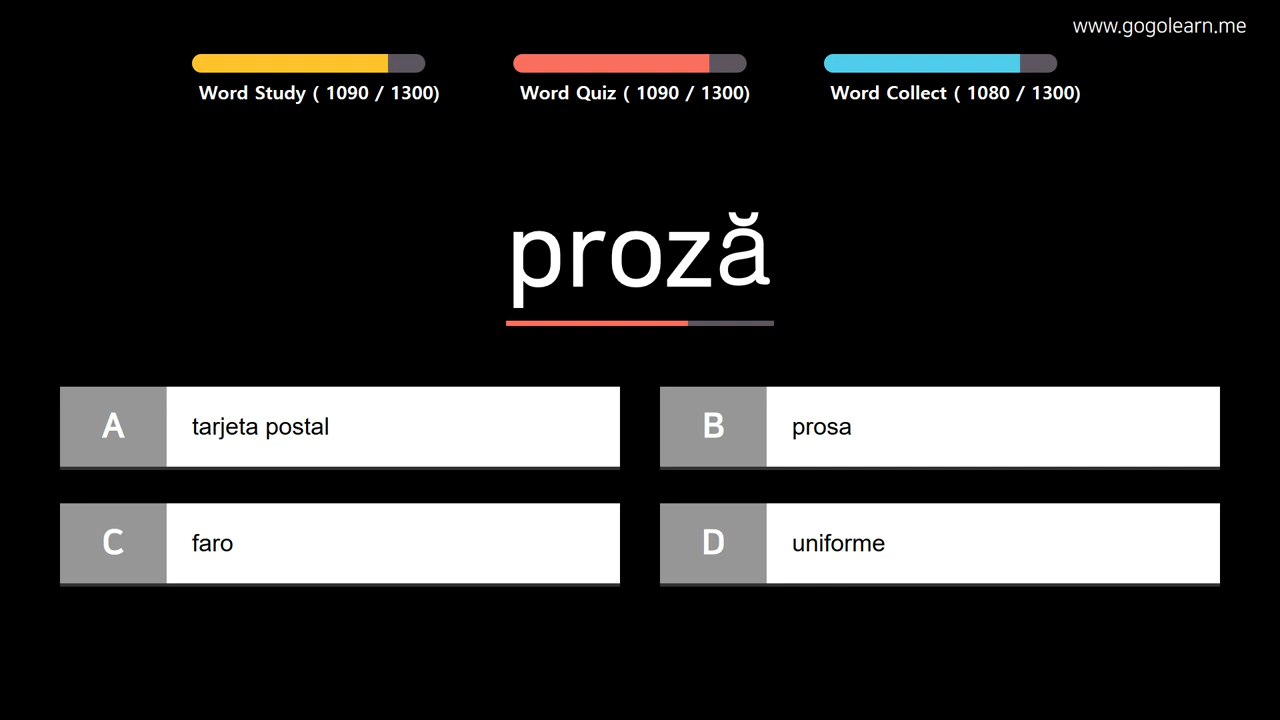 www.gogolearn.me
Word Study ( 1090 / 1300)
Word Quiz ( 1090 / 1300)
Word Collect ( 1080 / 1300)
proză
A tarjeta postal
B prosa
C faro
D uniforme